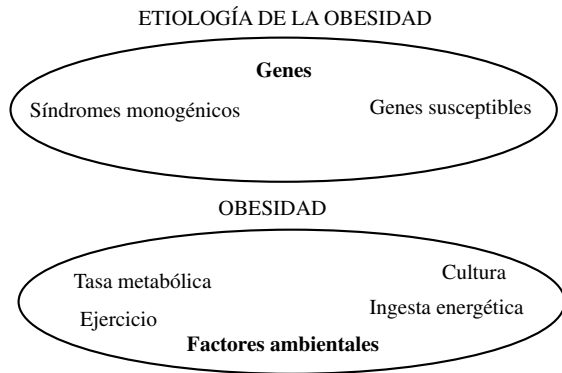 ETIOLOGÍA DE LA OBESIDAD
Genes
Síndromes monogénicos
Genes susceptibles
OBESIDAD
Tasa metabólica
Cultura
Ejercicio
Ingesta energética
Factores ambientales